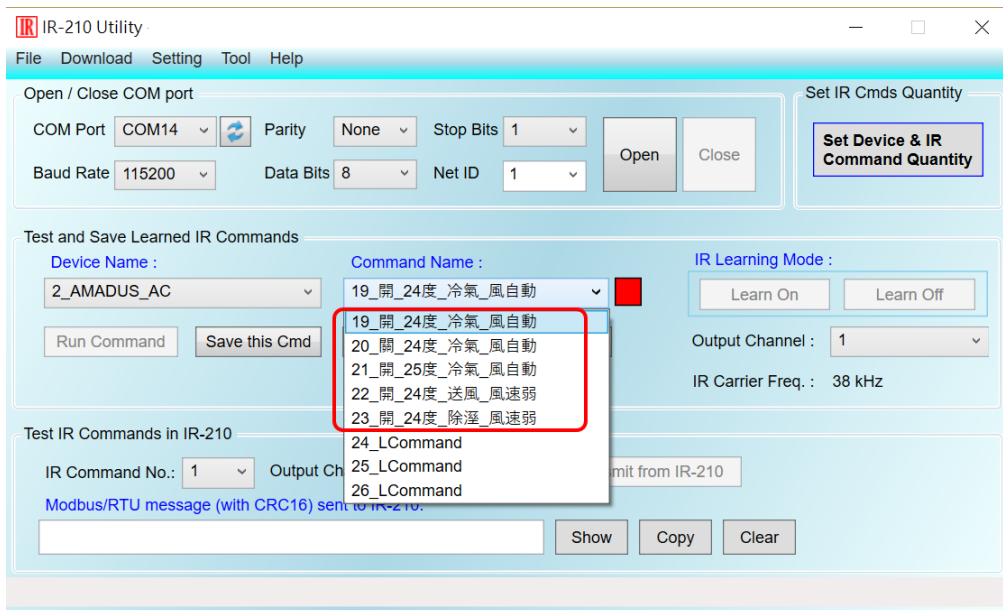 IR IR-210 Utility
File Download Setting Tool Help
Open / Close COM port
Set IR Cmds Quantity
COM Port COM14 Parity None Stop Bits 1
Open Close
Set Device & IR
Command Quantity
Baud Rate 115200 Data Bits 8 Net ID 1
Test and Save Learned IR Commands
Device Name : Command Name : IR Learning Mode :
2_AMADUS_AC 19_開_24度_冷氣_風自動 Learn On Learn Off
19_開_24度_冷氣_風自動
Run Command Save this Cmd 20_關_24度_冷氣_風自動 Output Channel : 1
21_開_25度_冷氣_風自動
IR Carrier Freq. : 38 kHz
22_開_24度_送風_風速弱
23_開_24度_除溼_風速弱
Test IR Commands in IR-210
24_LCommand
IR Command No.: 1 Output Ch 25_LCommand mit from IR-210
26_LCommand
Modbus/RTU message (with CRC16) sent to IR-210:
Show Copy Clear